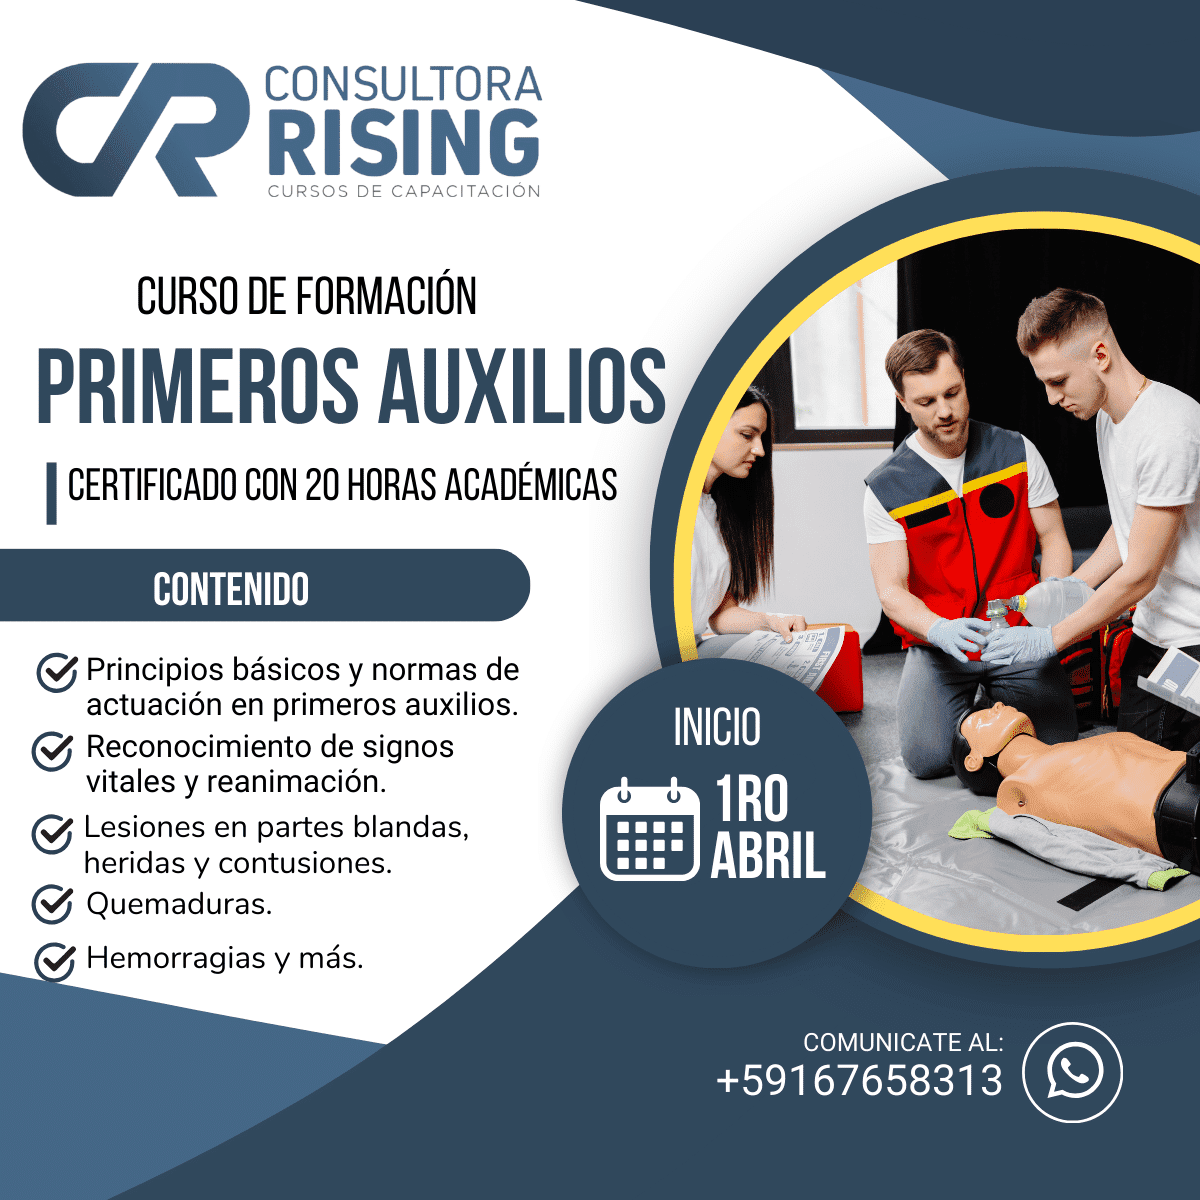 CONSULTORA
RISING
CURSOS DE CAPACITACIÓN
CURSO DE FORMACIÓN
PRIMEROS AUXILIOS
CERTIFICADO CON 20 HORAS ACADÉMICAS
CONTENIDO
Principios básicos y normas de
actuación en primeros auxilios.
Reconocimiento de signos
vitales y reanimación.
Lesiones en partes blandas,
heridas y contusiones.
Quemaduras.
Hemorragias y más.
INICIO
1RO
ABRIL
COMUNICATE AL:
+59167658313